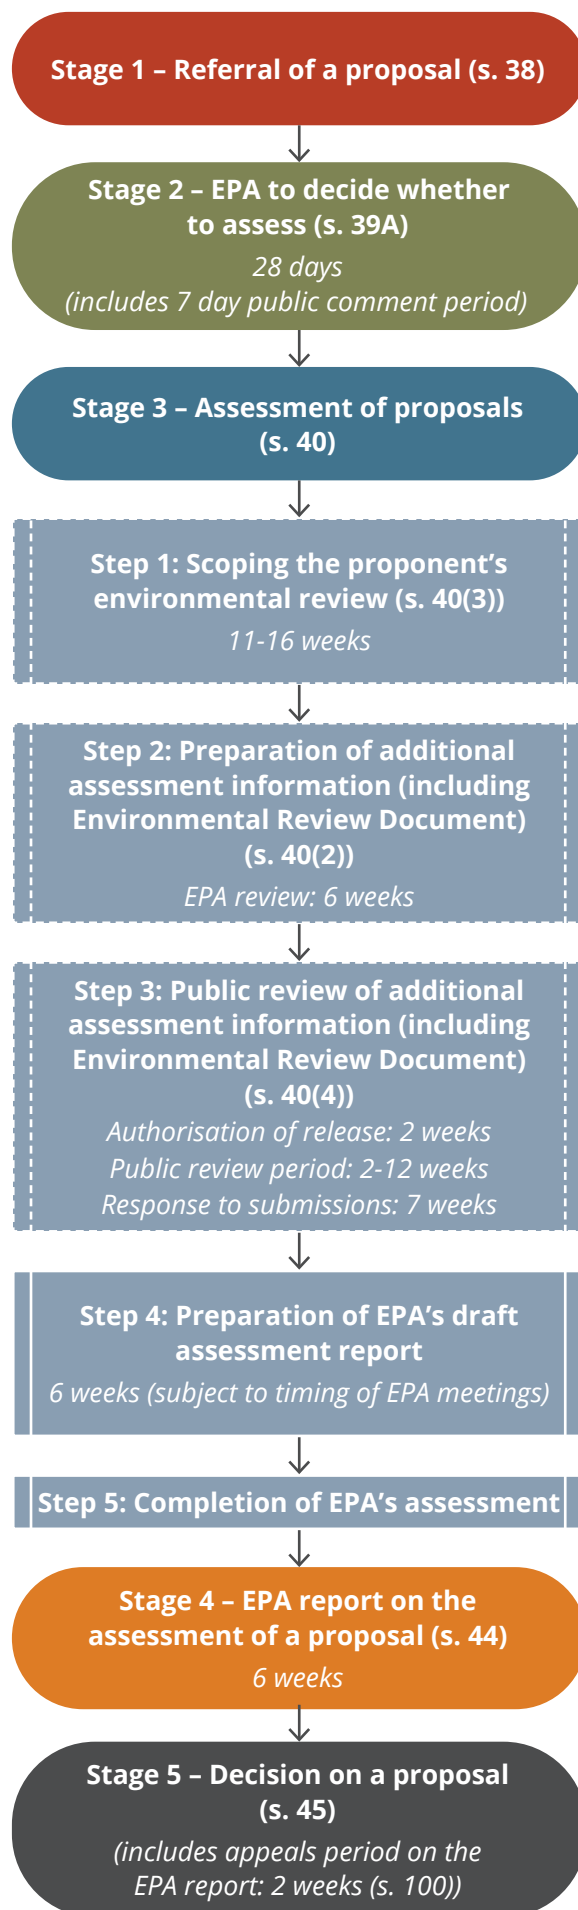 Stage 1 – Referral of a proposal (s. 38)
Stage 2 – EPA to decide whether
to assess (s. 39A)
28 days
(includes 7 day public comment period)
Stage 3 – Assessment of proposals
(s. 40)
Step 1: Scoping the proponent’s
environmental review (s. 40(3))
11-16 weeks
Step 2: Preparation of additional
assessment information (including
Environmental Review Document)
(s. 40(2))
EPA review: 6 weeks
Step 3: Public review of additional
assessment information (including
Environmental Review Document)
(s. 40(4))
Authorisation of release: 2 weeks
Public review period: 2-12 weeks
Response to submissions: 7 weeks
Step 4: Preparation of EPA’s draft
assessment report
6 weeks (subject to timing of EPA meetings)
Step 5: Completion of EPA’s assessment
Stage 4 – EPA report on the
assessment of a proposal (s. 44)
6 weeks
Stage 5 – Decision on a proposal
(s. 45)
(includes appeals period on the
EPA report: 2 weeks (s. 100))